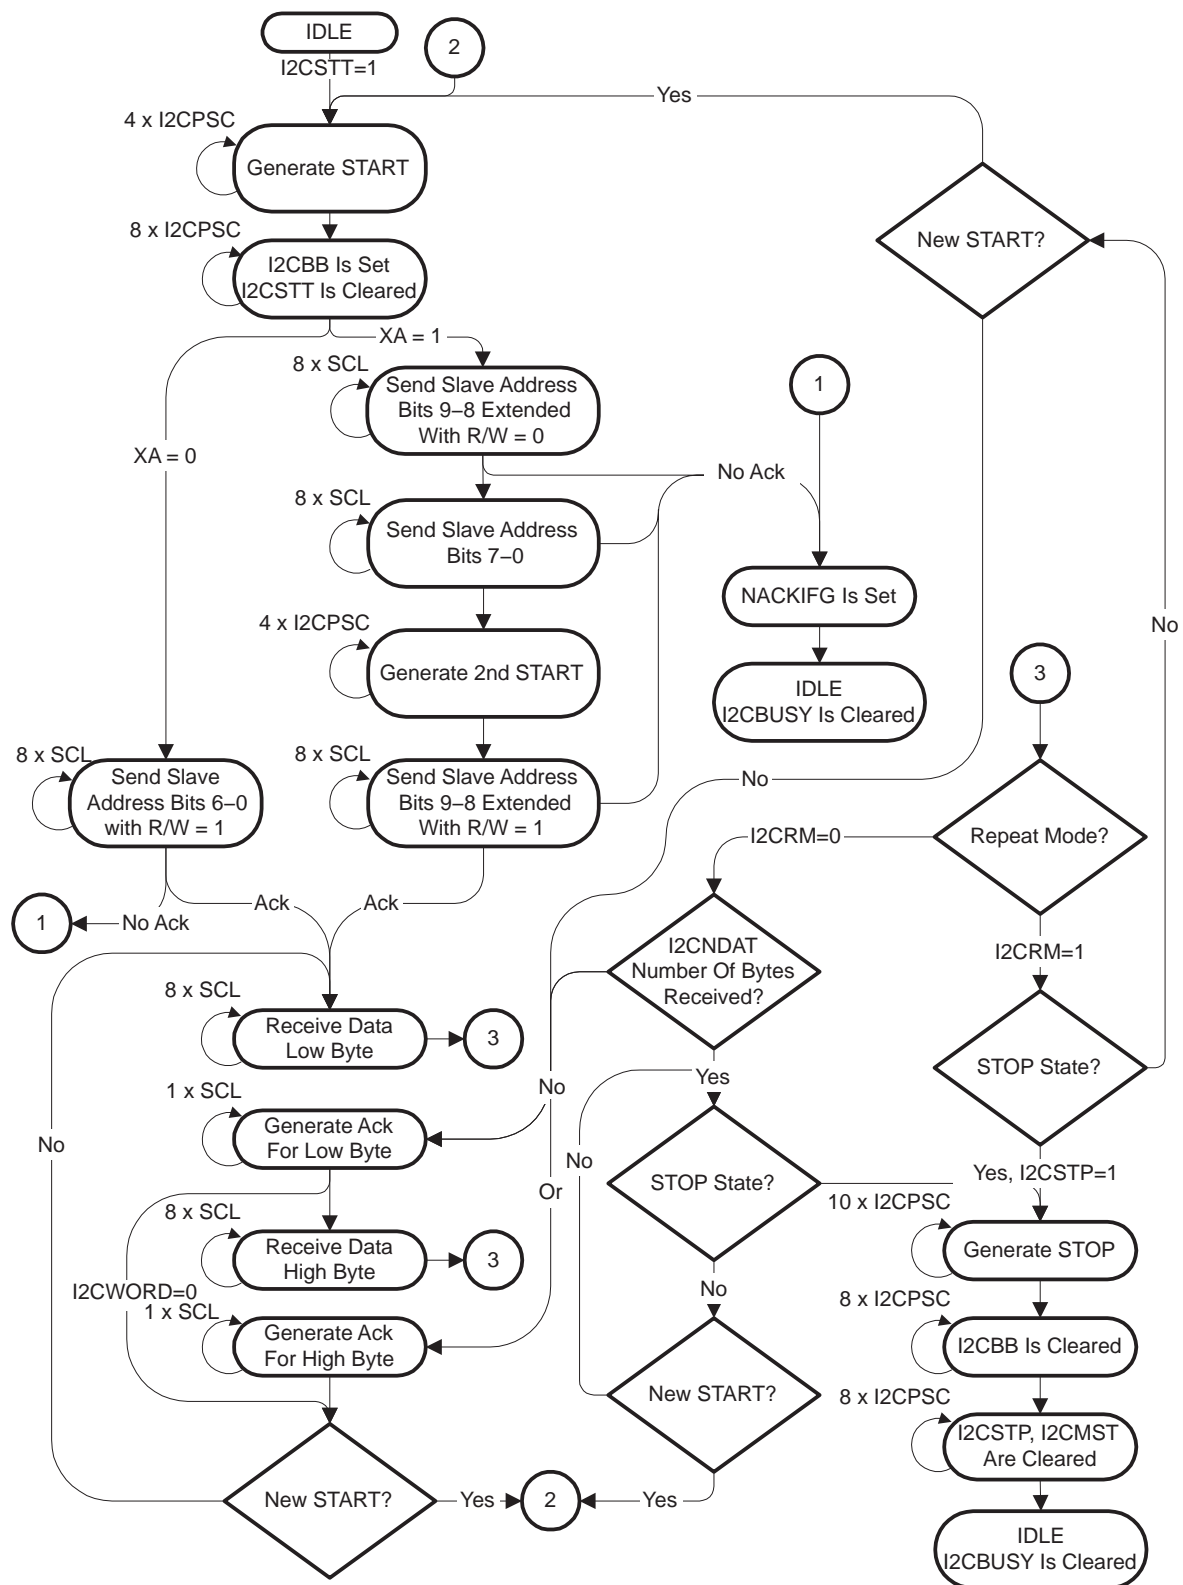 IDLE
2
I2CSTT=1
Yes
4 x I2CPSC
Generate START
8 x I2CPSC
I2CBB Is Set
I2CSTT Is Cleared
New START?
XA = 1
8 x SCL
Send Slave Address
Bits 9–8 Extended
With R/W = 0
1
XA = 0
No Ack
8 x SCL
Send Slave Address
Bits 7–0
NACKIFG Is Set
4 x I2CPSC
Generate 2nd START
No
3
IDLE
I2CBUSY Is Cleared
8 x SCL
Send Slave
Address Bits 6–0
with R/W = 1
8 x SCL
Send Slave Address
Bits 9–8 Extended
With R/W = 1
No
I2CRM=0
Repeat Mode?
Ack
Ack
1
No Ack
I2CNDAT
Number Of Bytes
Received?
I2CRM=1
8 x SCL
Receive Data
Low Byte
3
STOP State?
No
Yes
1 x SCL
Generate Ack
For Low Byte
No
No
STOP State?
Yes, I2CSTP=1
Or
10 x I2CPSC
8 x SCL
Receive Data
High Byte
3
Generate STOP
I2CWORD=0
1 x SCL
No
8 x I2CPSC
Generate Ack
For High Byte
I2CBB Is Cleared
New START?
8 x I2CPSC
I2CSTP, I2CMST
Are Cleared
New START?
Yes
2
Yes
IDLE
I2CBUSY Is Cleared